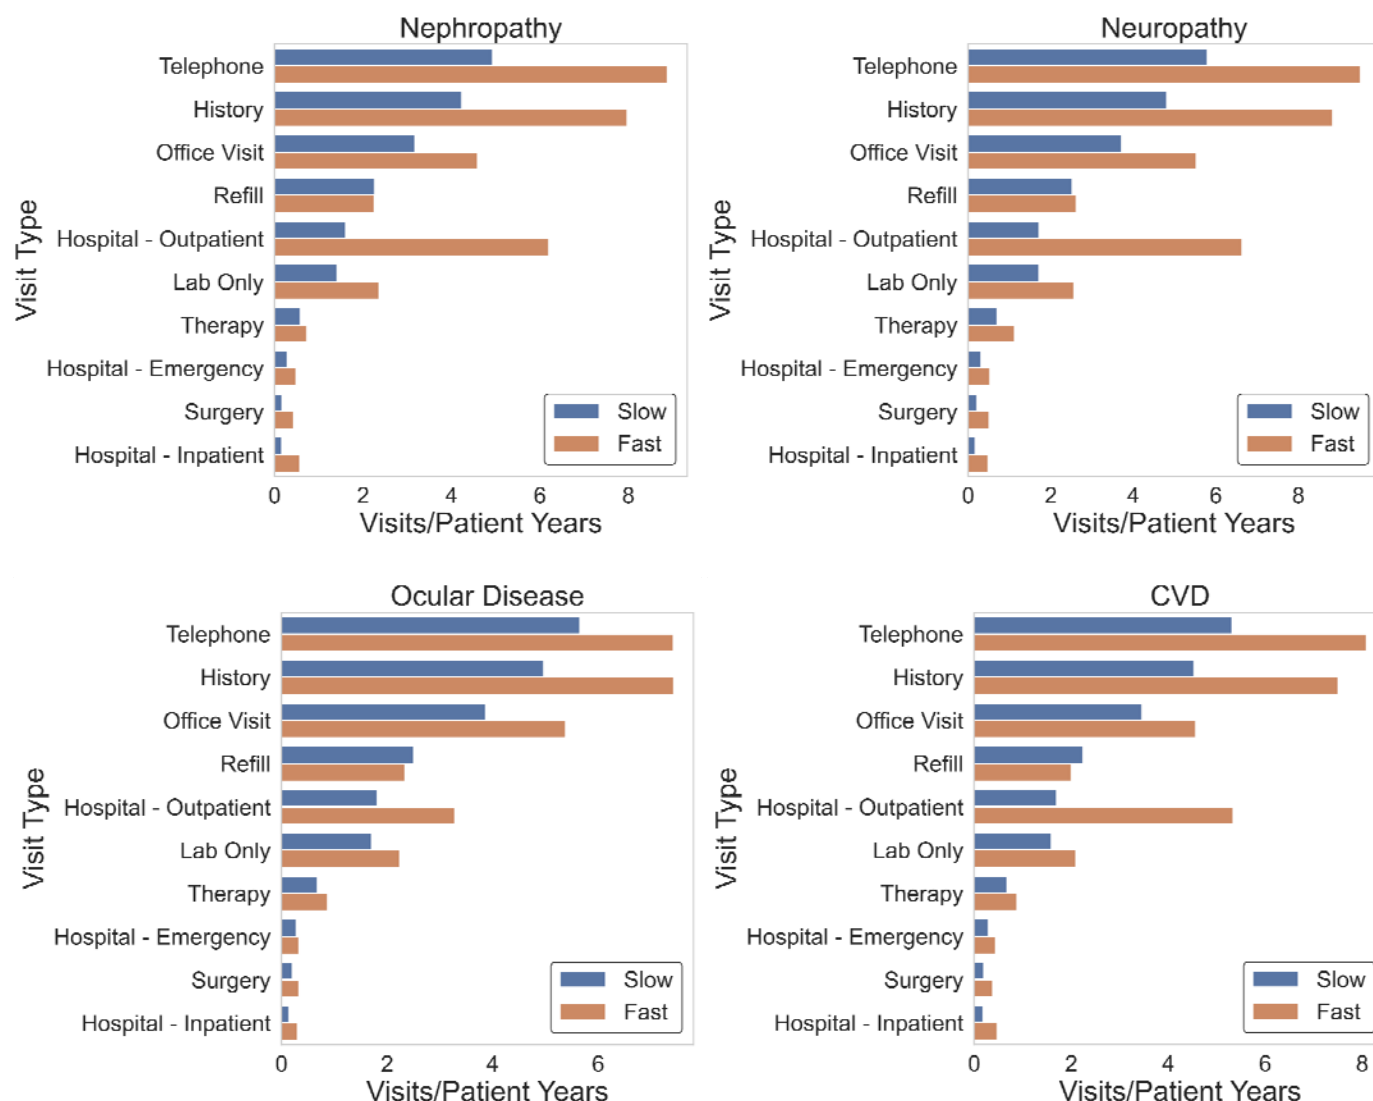 Nephropathy
Visit Type
Telephone
History
Office Visit
Refill
Hospital - Outpatient
Lab Only
Therapy
Hospital - Emergency
Surgery
Hospital - Inpatient
Slow
Fast
0 2 4 6 8
Visits/Patient Years
Neuropathy
Visit Type
Telephone
History
Office Visit
Refill
Hospital - Outpatient
Lab Only
Therapy
Hospital - Emergency
Surgery
Hospital - Inpatient
Slow
Fast
0 2 4 6 8
Visits/Patient Years
Ocular Disease
Visit Type
Telephone
History
Office Visit
Refill
Hospital - Outpatient
Lab Only
Therapy
Hospital - Emergency
Surgery
Hospital - Inpatient
Slow
Fast
0 2 4 6
Visits/Patient Years
CVD
Visit Type
Telephone
History
Office Visit
Refill
Hospital - Outpatient
Lab Only
Therapy
Hospital - Emergency
Surgery
Hospital - Inpatient
Slow
Fast
0 2 4 6 8
Visits/Patient Years